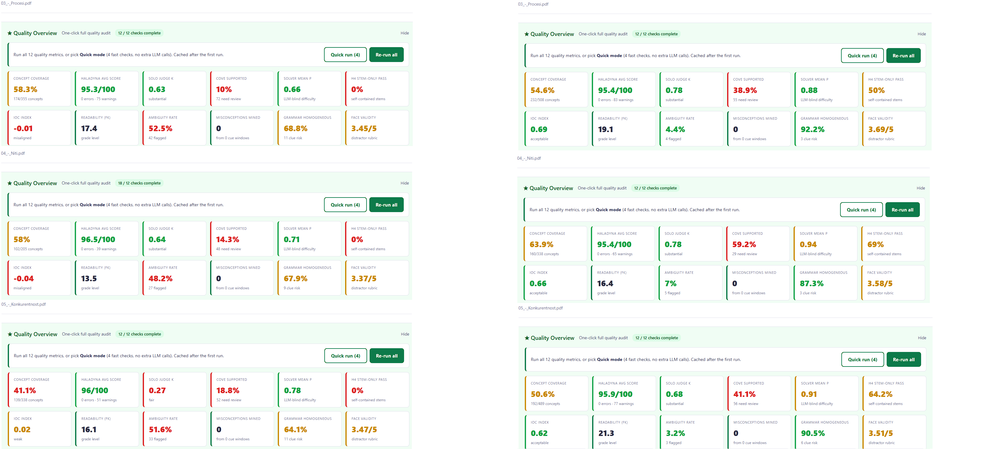 03_-_Procesi.pdf
★ Quality Overview One-click full quality audit 12 / 12 checks complete Hide
Run all 12 quality metrics, or pick Quick mode (4 fast checks, no extra LLM calls). Cached after the first run. Quick run (4) Re-run all
CONCEPT COVERAGE HALADYNA AVG SCORE SOLO JUDGE Κ COVE SUPPORTED SOLVER MEAN P H4 STEM-ONLY PASS
58.3% 95.3/100 0.63 10% 0.66 0%
174/355 concepts 0 errors · 75 warnings substantial 72 need review LLM-blind difficulty self-contained stems
IOC INDEX READABILITY (FK) AMBIGUITY RATE MISCONCEPTIONS MINED GRAMMAR HOMOGENEOUS FACE VALIDITY
-0.01 17.4 52.5% 0 68.8% 3.45/5
misaligned grade level 42 flagged from 0 cue windows 11 clue risk distractor rubric
04_-_Niti.pdf
★ Quality Overview One-click full quality audit 18 / 12 checks complete Hide
Run all 12 quality metrics, or pick Quick mode (4 fast checks, no extra LLM calls). Cached after the first run. Quick run (4) Re-run all
CONCEPT COVERAGE HALADYNA AVG SCORE SOLO JUDGE Κ COVE SUPPORTED SOLVER MEAN P H4 STEM-ONLY PASS
58% 96.5/100 0.64 14.3% 0.71 0%
102/205 concepts 0 errors · 39 warnings substantial 48 need review LLM-blind difficulty self-contained stems
IOC INDEX READABILITY (FK) AMBIGUITY RATE MISCONCEPTIONS MINED GRAMMAR HOMOGENEOUS FACE VALIDITY
-0.04 13.5 48.2% 0 67.9% 3.37/5
misaligned grade level 27 flagged from 0 cue windows 9 clue risk distractor rubric
05_-_Konkurentnost.pdf
★ Quality Overview One-click full quality audit 12 / 12 checks complete Hide
Run all 12 quality metrics, or pick Quick mode (4 fast checks, no extra LLM calls). Cached after the first run. Quick run (4) Re-run all
CONCEPT COVERAGE HALADYNA AVG SCORE SOLO JUDGE Κ COVE SUPPORTED SOLVER MEAN P H4 STEM-ONLY PASS
41.1% 96/100 0.27 18.8% 0.78 0%
139/338 concepts 0 errors · 51 warnings fair 52 need review LLM-blind difficulty self-contained stems
IOC INDEX READABILITY (FK) AMBIGUITY RATE MISCONCEPTIONS MINED GRAMMAR HOMOGENEOUS FACE VALIDITY
0.02 16.1 51.6% 0 64.1% 3.47/5
weak grade level 33 flagged from 0 cue windows 11 clue risk distractor rubric
03_-_Procesi.pdf
★ Quality Overview One-click full quality audit 12 / 12 checks complete Hide
Run all 12 quality metrics, or pick Quick mode (4 fast checks, no extra LLM calls). Cached after the first run. Quick run (4) Re-run all
CONCEPT COVERAGE HALADYNA AVG SCORE SOLO JUDGE Κ COVE SUPPORTED SOLVER MEAN P H4 STEM-ONLY PASS
54.6% 95.4/100 0.78 38.9% 0.88 50%
232/508 concepts 0 errors · 83 warnings substantial 55 need review LLM-blind difficulty self-contained stems
IOC INDEX READABILITY (FK) AMBIGUITY RATE MISCONCEPTIONS MINED GRAMMAR HOMOGENEOUS FACE VALIDITY
0.69 19.1 4.4% 0 92.2% 3.69/5
acceptable grade level 4 flagged from 0 cue windows 3 clue risk distractor rubric
04_-_Niti.pdf
★ Quality Overview One-click full quality audit 12 / 12 checks complete Hide
Run all 12 quality metrics, or pick Quick mode (4 fast checks, no extra LLM calls). Cached after the first run. Quick run (4) Re-run all
CONCEPT COVERAGE HALADYNA AVG SCORE SOLO JUDGE Κ COVE SUPPORTED SOLVER MEAN P H4 STEM-ONLY PASS
63.9% 95.4/100 0.78 59.2% 0.94 69%
160/338 concepts 0 errors · 65 warnings substantial 29 need review LLM-blind difficulty self-contained stems
IOC INDEX READABILITY (FK) AMBIGUITY RATE MISCONCEPTIONS MINED GRAMMAR HOMOGENEOUS FACE VALIDITY
0.66 16.4 7% 0 87.3% 3.58/5
acceptable grade level 5 flagged from 0 cue windows 3 clue risk distractor rubric
05_-_Konkurentnost.pdf
★ Quality Overview One-click full quality audit 12 / 12 checks complete Hide
Run all 12 quality metrics, or pick Quick mode (4 fast checks, no extra LLM calls). Cached after the first run. Quick run (4) Re-run all
CONCEPT COVERAGE HALADYNA AVG SCORE SOLO JUDGE Κ COVE SUPPORTED SOLVER MEAN P H4 STEM-ONLY PASS
50.6% 95.9/100 0.68 41.1% 0.91 64.2%
192/489 concepts 0 errors · 77 warnings substantial 56 need review LLM-blind difficulty self-contained stems
IOC INDEX READABILITY (FK) AMBIGUITY RATE MISCONCEPTIONS MINED GRAMMAR HOMOGENEOUS FACE VALIDITY
0.62 21.3 3.2% 0 90.5% 3.51/5
acceptable grade level 3 flagged from 0 cue windows 6 clue risk distractor rubric